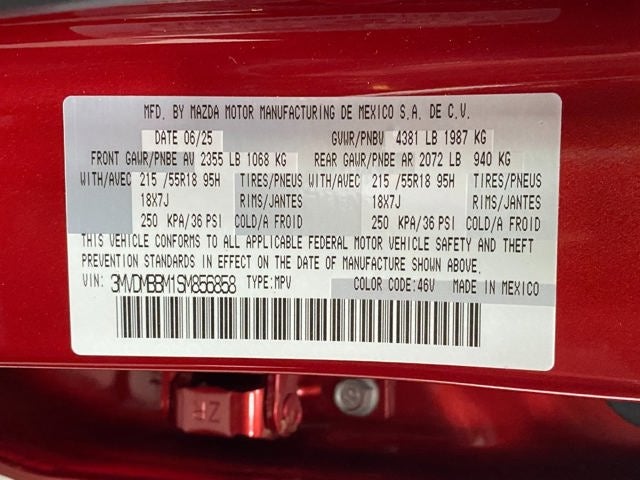 MFD. BY MAZDA MOTOR MANUFACTURING DE MEXICO S.A. DE C.V.
DATE 06/25 GVWR/PNBV 4381 LB 1987 KG
FRONT GAWR/PNBE AV 2355 LB 1068 KG REAR GAWR/PNBE AR 2072 LB 940 KG
WITH/AVEC 215 /55R18 95H TIRES/PNEUS WITH/AVEC 215 /55R18 95H TIRES/PNEUS
18X7J RIMS/JANTES 18X7J RIMS/JANTES
250 KPA/36 PSI COLD/A FROID 250 KPA/36 PSI COLD/A FROID
THIS VEHICLE CONFORMS TO ALL APPLICABLE FEDERAL MOTOR VEHICLE SAFETY AND THEFT
PREVENTION STANDARDS IN EFFECT ON THE DATE OF MANUFACTURE SHOWN ABOVE.
VIN: 3MVDMBBM1SM856858 TYPE:MPV COLOR CODE:46V MADE IN MEXICO